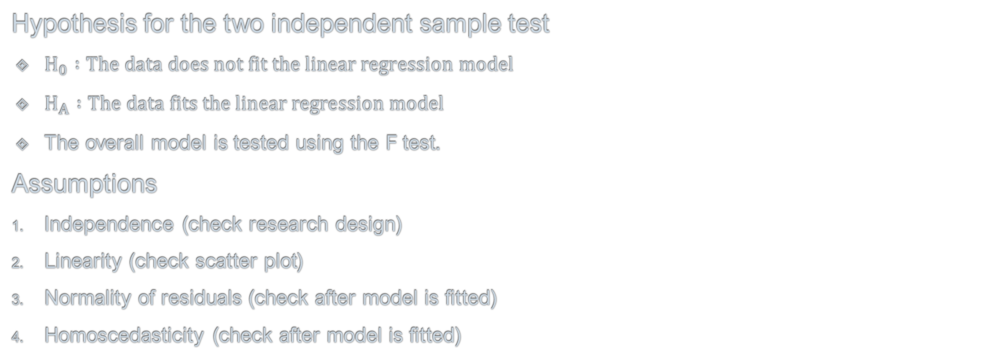 Hypothesis for the two independent sample test
❖ H₀ : The data does not fit the linear regression model
❖ H_A : The data fits the linear regression model
❖ The overall model is tested using the F test.
Assumptions
1. Independence (check research design)
2. Linearity (check scatter plot)
3. Normality of residuals (check after model is fitted)
4. Homoscedasticity (check after model is fitted)